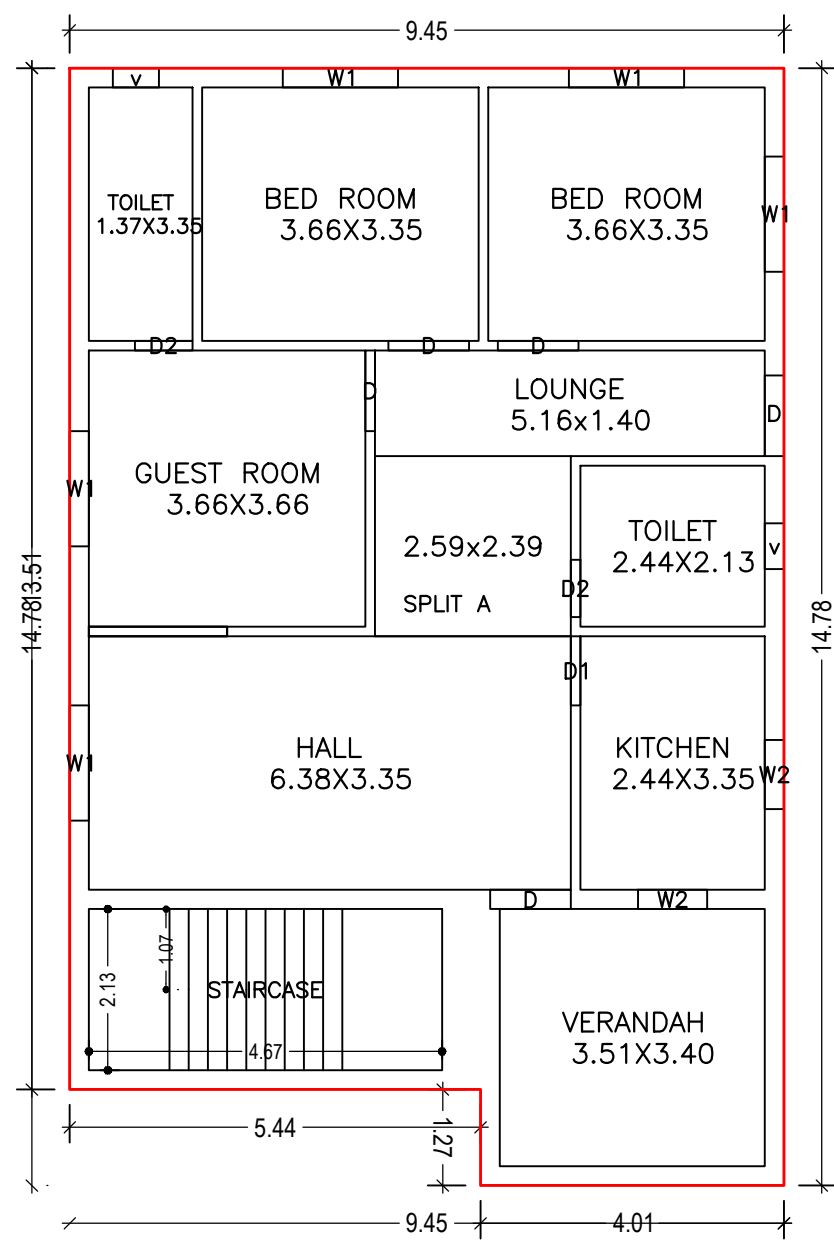 9.45
v
W1
W1
TOILET
1.37X3.35
BED ROOM
3.66X3.35
BED ROOM
3.66X3.35
W1
D2
D
D
D
LOUNGE
5.16x1.40
D
GUEST ROOM
3.66X3.66
W1
2.59x2.39
SPLIT A
TOILET
2.44X2.13
v
D2
13.51
14.78
14.78
D1
HALL
6.38X3.35
W1
KITCHEN
2.44X3.35
W2
D
W2
1.07
2.13
STAIRCASE
4.67
VERANDAH
3.51X3.40
5.44
1.27
9.45
4.01